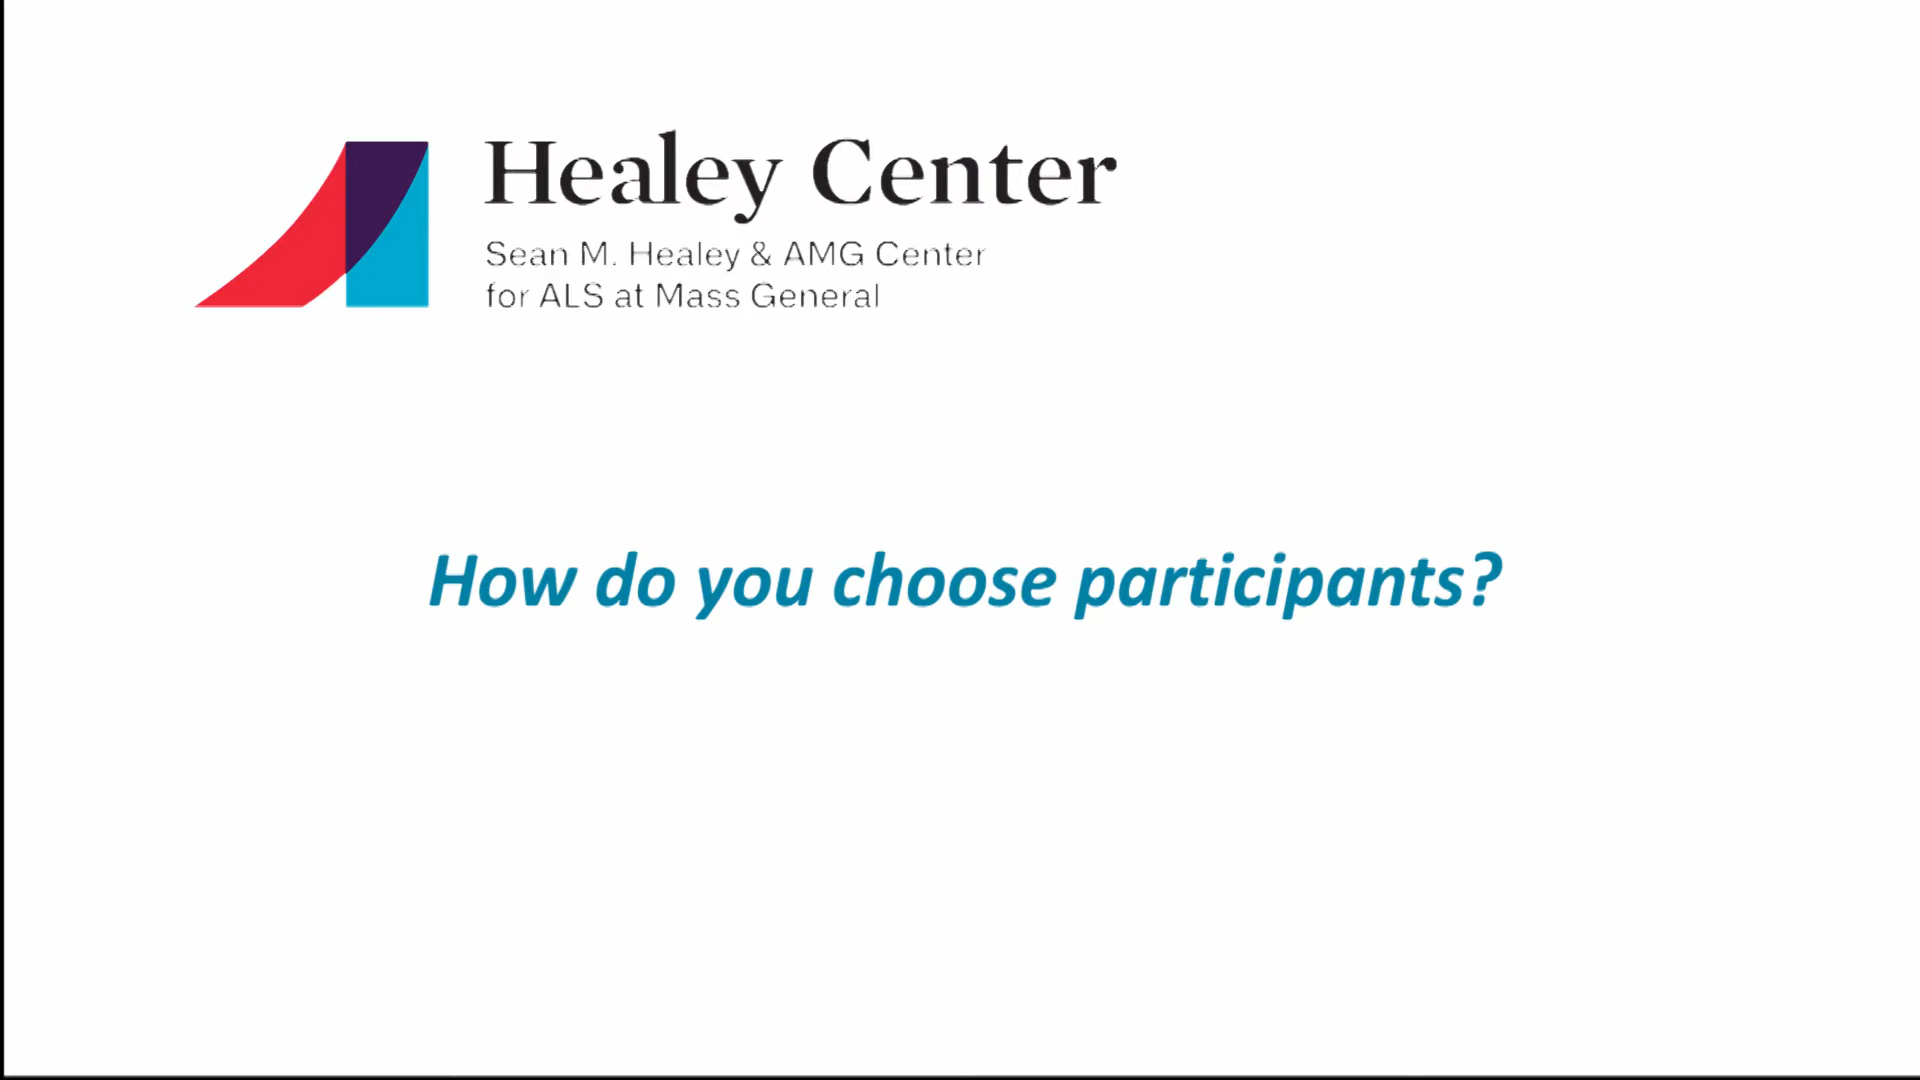 Healey Center
Sean M. Healey & AMG Center
for ALS at Mass General
How do you choose participants?